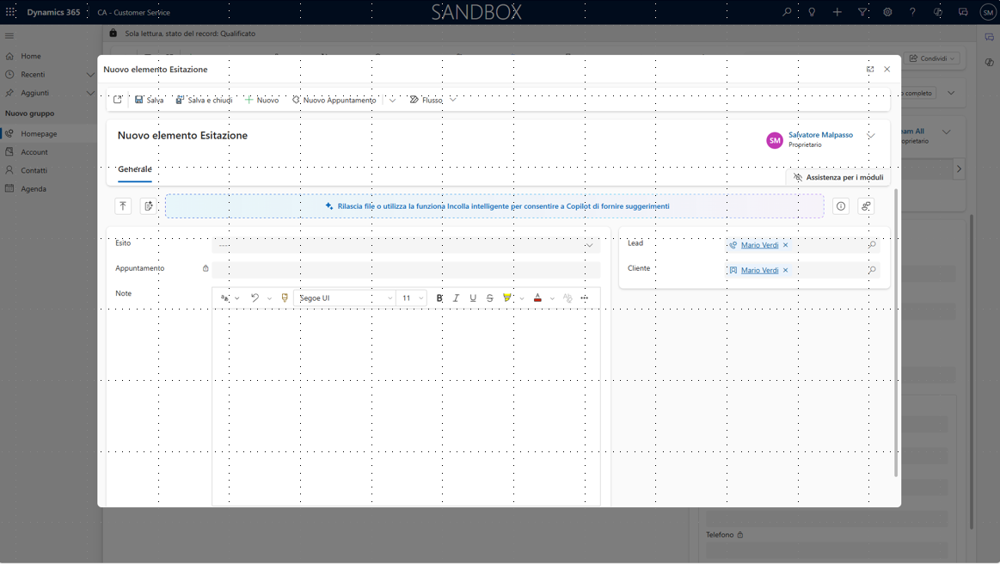 Dynamics 365
CA - Customer Service
SANDBOX
SM
Sola lettura, stato del record: Qualificato
Home
Recenti
Aggiunti
Nuovo gruppo
Homepage
Account
Contatti
Agenda
Condividi
o completo
eam All
oprietario
Nuovo elemento Esitazione
Salva
Salva e chiudi
Nuovo
Nuovo Appuntamento
Flusso
Nuovo elemento Esitazione
SM
Salvatore Malpasso
Proprietario
Generale
Assistenza per i moduli
Rilascia file o utilizza la funzione Incolla intelligente per consentire a Copilot di fornire suggerimenti
Esito
---
Appuntamento
Note
Segoe UI
11
B
I
U
S
Lead
Mario Verdi
Cliente
Mario Verdi
Telefono